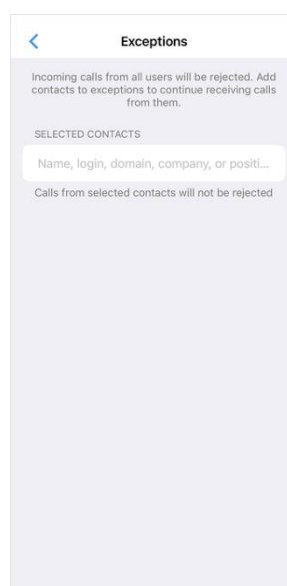 Exceptions
Incoming calls from all users will be rejected. Add
contacts to exceptions to continue receiving calls
from them.
SELECTED CONTACTS
Name, login, domain, company, or positi...
Calls from selected contacts will not be rejected